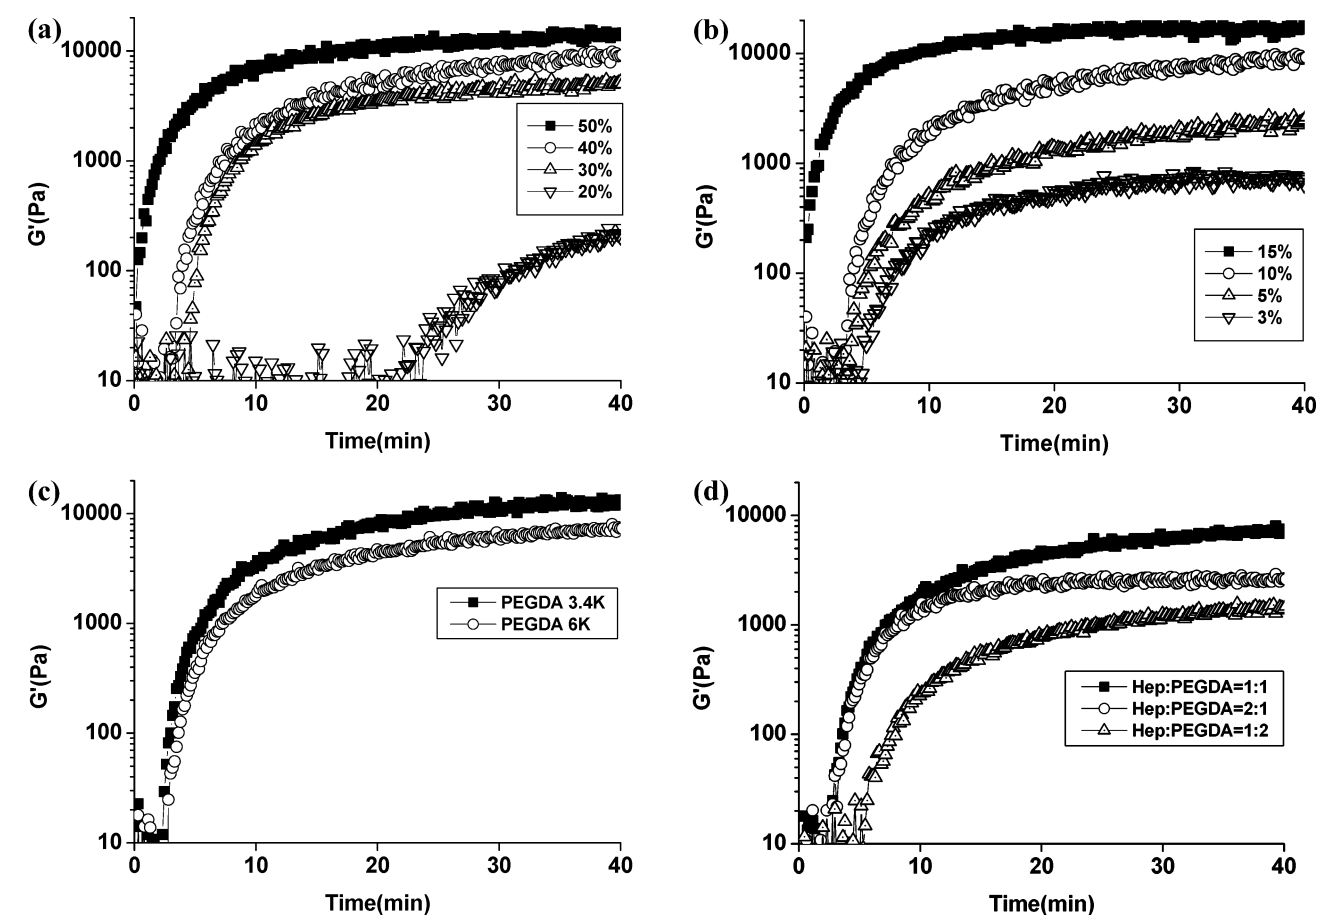 (a)
10000
1000
100
10
G'(Pa)
50%
40%
30%
20%
0 10 20 30 40
Time(min)
(b)
10000
1000
100
10
G'(Pa)
15%
10%
5%
3%
0 10 20 30 40
Time(min)
(c)
10000
1000
100
10
G'(Pa)
PEGDA 3.4K
PEGDA 6K
0 10 20 30 40
Time(min)
(d)
10000
1000
100
10
G'(Pa)
Hep:PEGDA=1:1
Hep:PEGDA=2:1
Hep:PEGDA=1:2
0 10 20 30 40
Time(min)